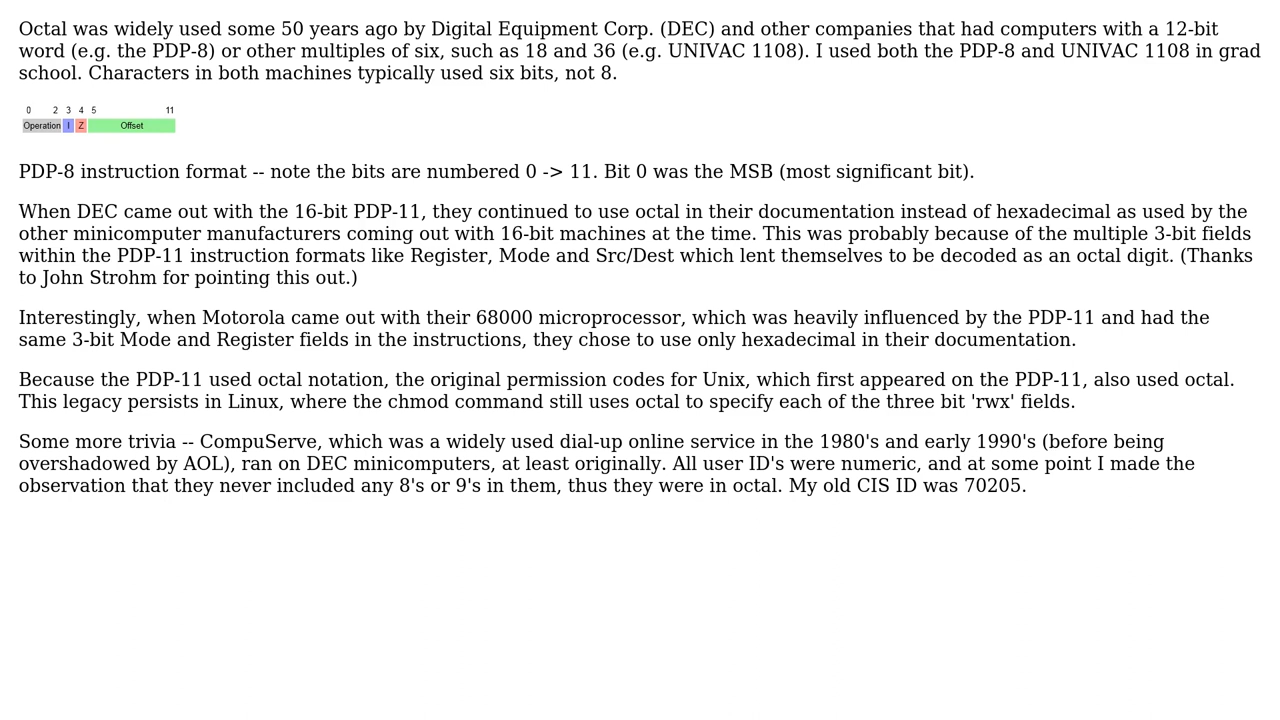 Octal was widely used some 50 years ago by Digital Equipment Corp. (DEC) and other companies that had computers with a 12-bit
word (e.g. the PDP-8) or other multiples of six, such as 18 and 36 (e.g. UNIVAC 1108). I used both the PDP-8 and UNIVAC 1108 in grad
school. Characters in both machines typically used six bits, not 8.
0 2 3 4 5 11
Operation I Z Offset
PDP-8 instruction format -- note the bits are numbered 0 -> 11. Bit 0 was the MSB (most significant bit).
When DEC came out with the 16-bit PDP-11, they continued to use octal in their documentation instead of hexadecimal as used by the
other minicomputer manufacturers coming out with 16-bit machines at the time. This was probably because of the multiple 3-bit fields
within the PDP-11 instruction formats like Register, Mode and Src/Dest which lent themselves to be decoded as an octal digit. (Thanks
to John Strohm for pointing this out.)
Interestingly, when Motorola came out with their 68000 microprocessor, which was heavily influenced by the PDP-11 and had the
same 3-bit Mode and Register fields in the instructions, they chose to use only hexadecimal in their documentation.
Because the PDP-11 used octal notation, the original permission codes for Unix, which first appeared on the PDP-11, also used octal.
This legacy persists in Linux, where the chmod command still uses octal to specify each of the three bit 'rwx' fields.
Some more trivia -- CompuServe, which was a widely used dial-up online service in the 1980's and early 1990's (before being
overshadowed by AOL), ran on DEC minicomputers, at least originally. All user ID's were numeric, and at some point I made the
observation that they never included any 8's or 9's in them, thus they were in octal. My old CIS ID was 70205.